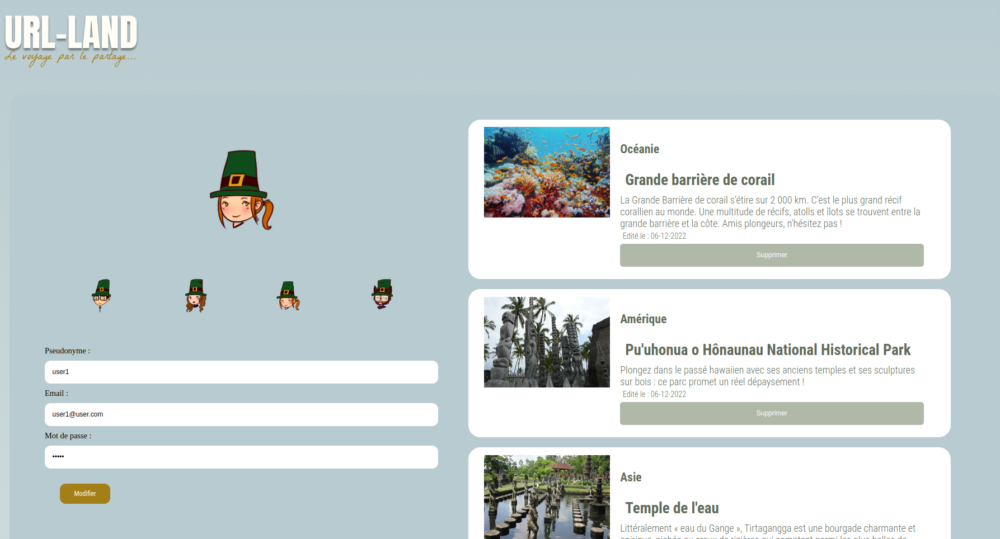 URL-LAND
Le voyage par le partage...
Pseudonyme :
user1
Email :
user1@user.com
Mot de passe :
•••••
Modifier
Océanie
Grande barrière de corail
La Grande Barrière de corail s’étire sur 2 000 km. C’est le plus grand récif
corallien au monde. Une multitude de récifs, atolls et îlots se trouvent entre la
grande barrière et la côte. Amis plongeurs, n'hésitez pas !
Edité le : 06-12-2022
Supprimer
Amérique
Pu'uhonua o Hônaunau National Historical Park
Plongez dans le passé hawaiien avec ses anciens temples et ses sculptures
sur bois : ce parc promet un réel dépaysement !
Edité le : 06-12-2022
Supprimer
Asie
Temple de l'eau
Littéralement « eau du Gange », Tirtagangga est une bourgade charmante et